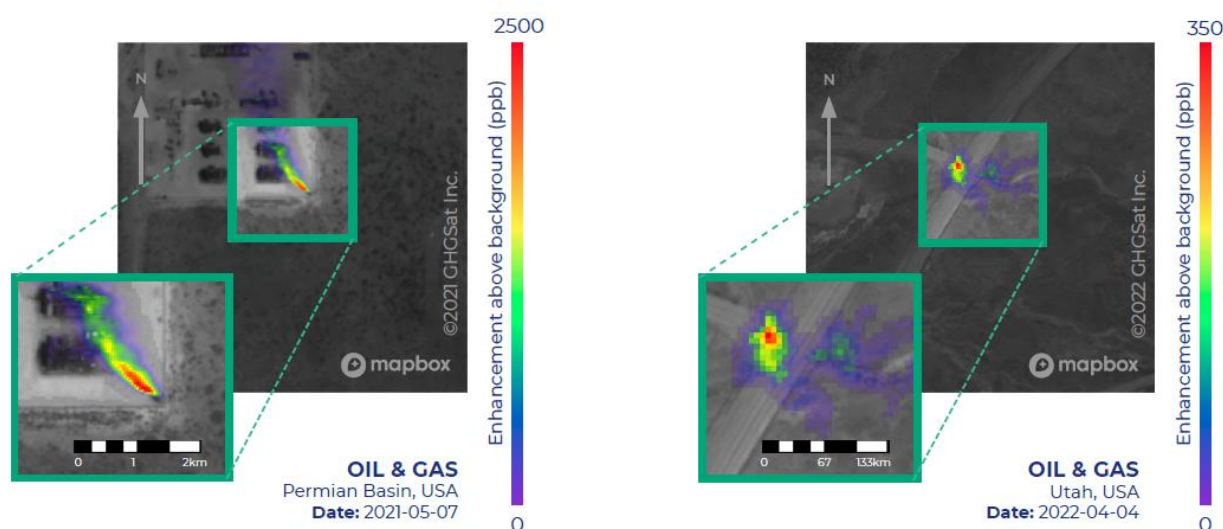 2500
N
Enhancement above background (ppb)
©2021 GHGSat Inc.
mapbox
0
1
2km
OIL & GAS
Permian Basin, USA
Date: 2021-05-07
0
350
N
Enhancement above background (ppb)
©2022 GHGSat Inc.
mapbox
0
67
133km
OIL & GAS
Utah, USA
Date: 2022-04-04
0